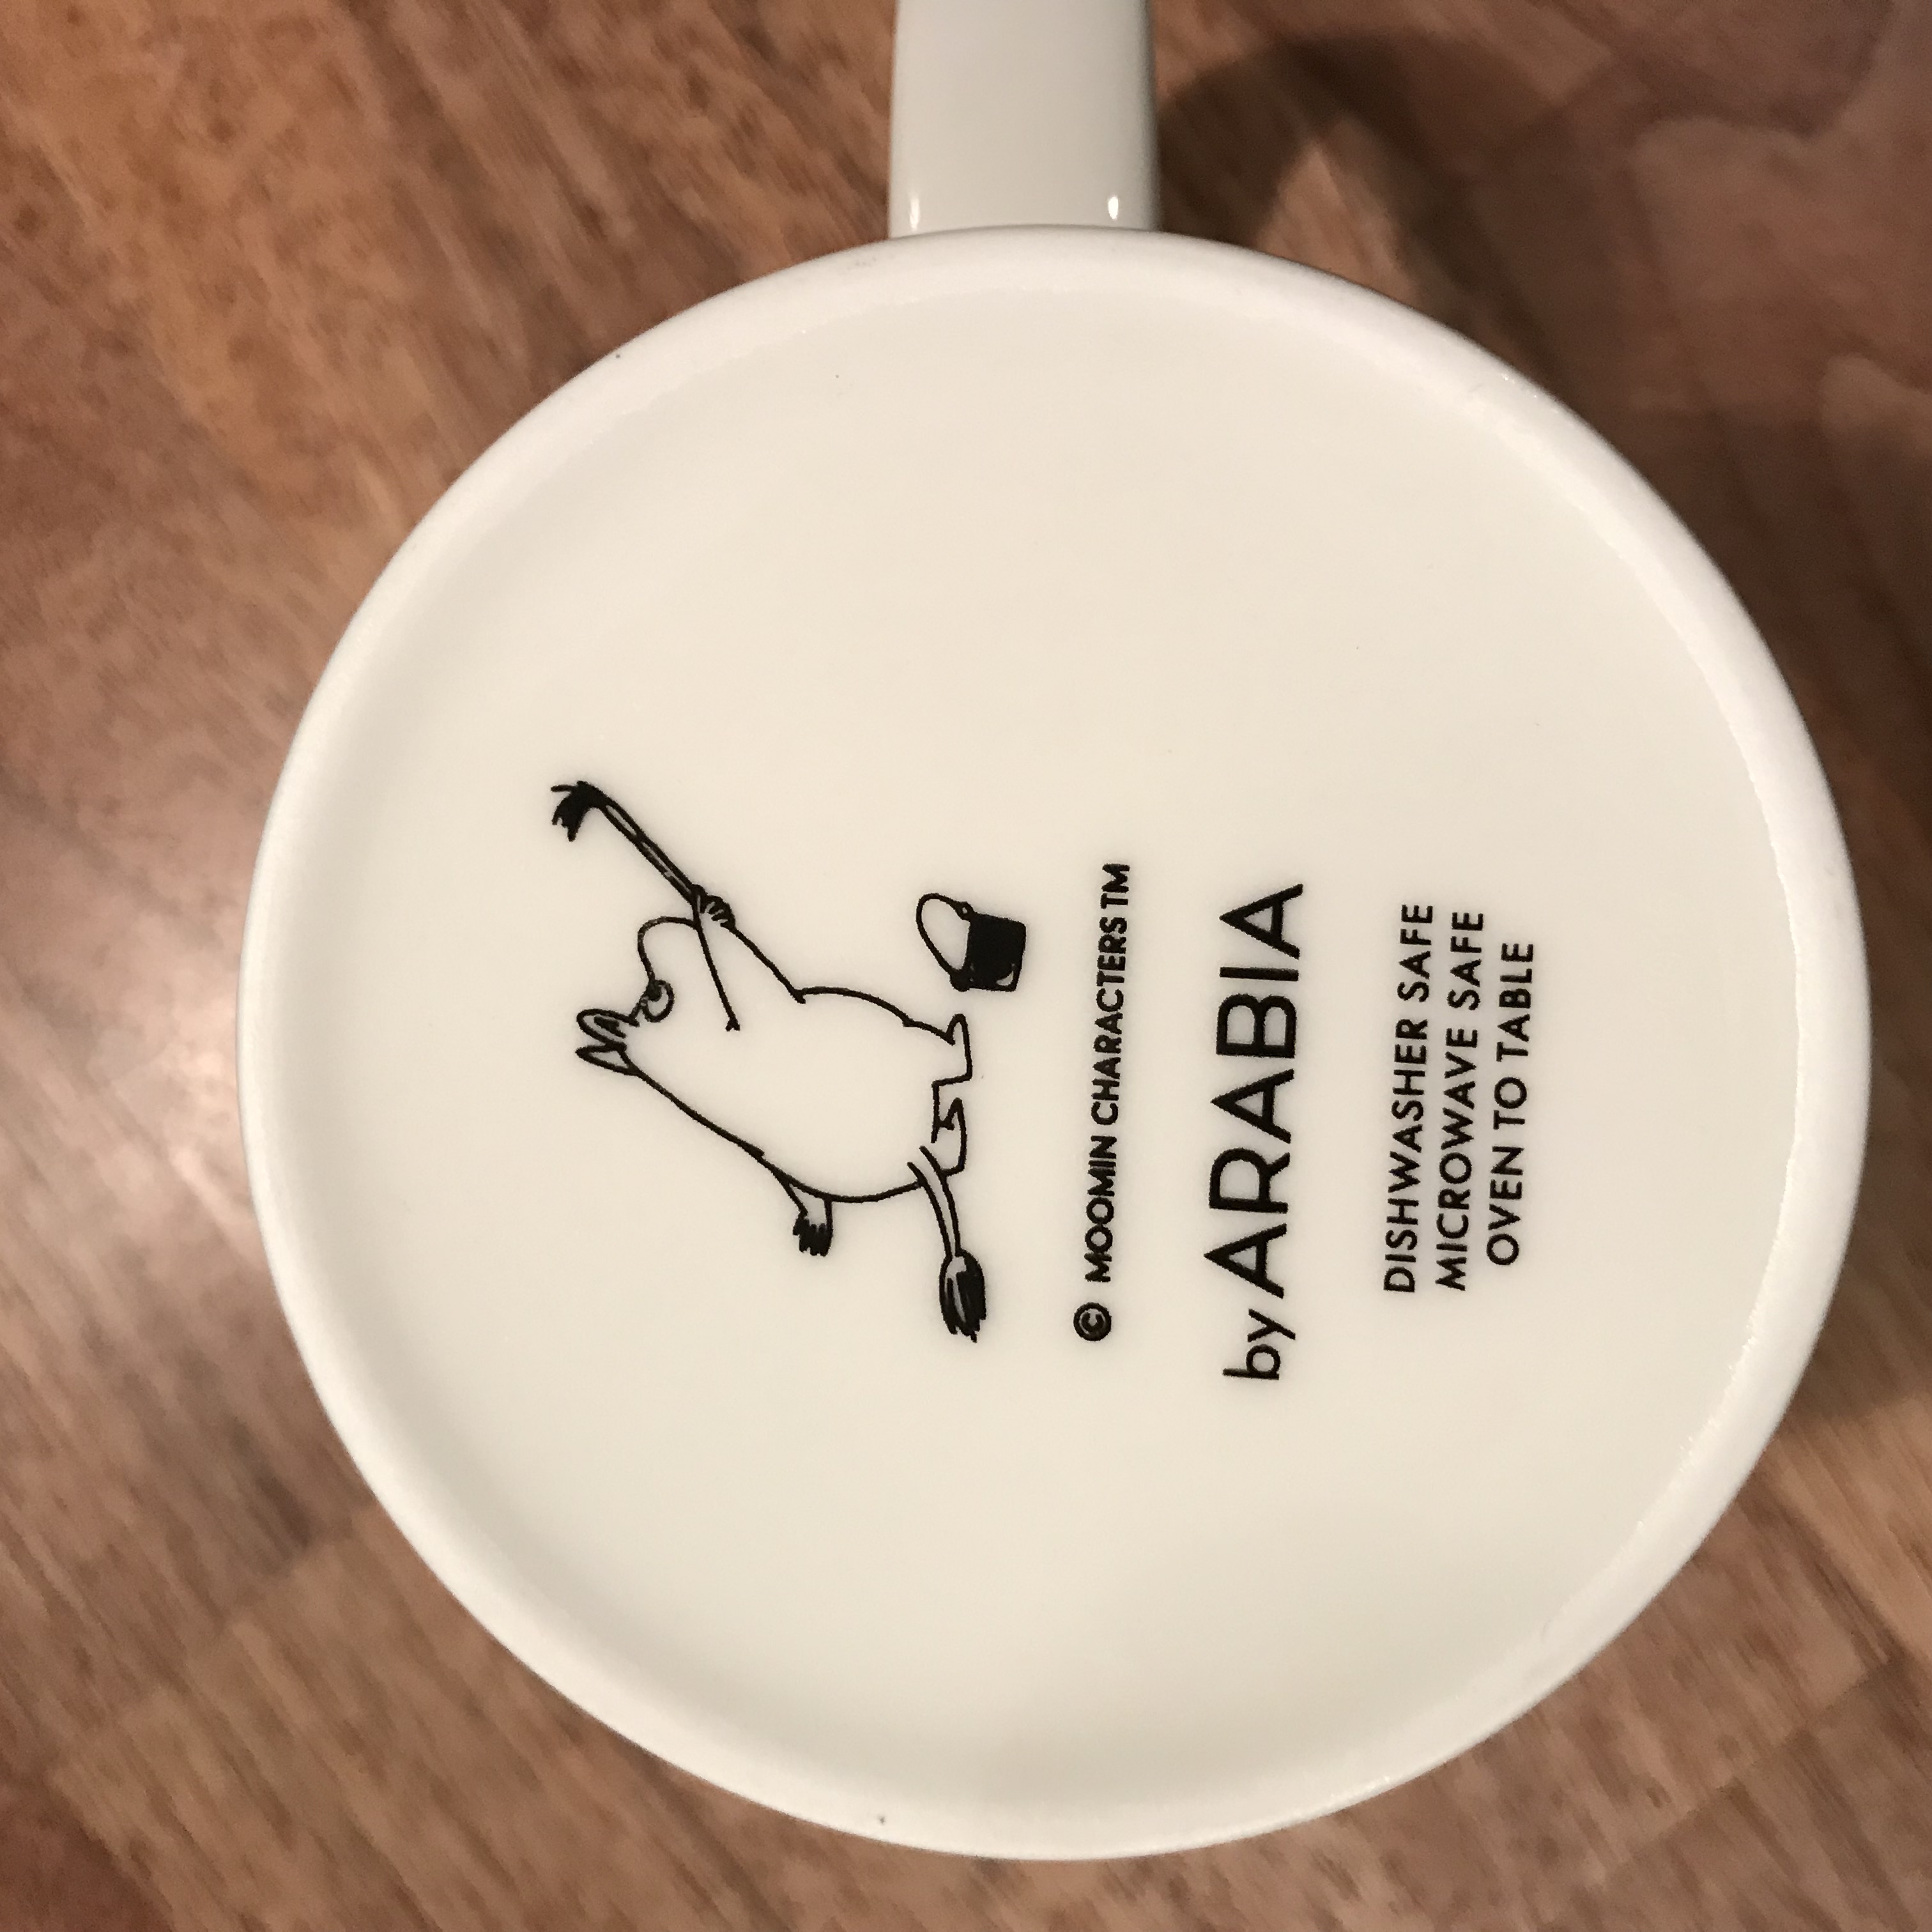 © MOOMIN CHARACTERS TM
by ARABIA
DISHWASHER SAFE
MICROWAVE SAFE
OVEN TO TABLE